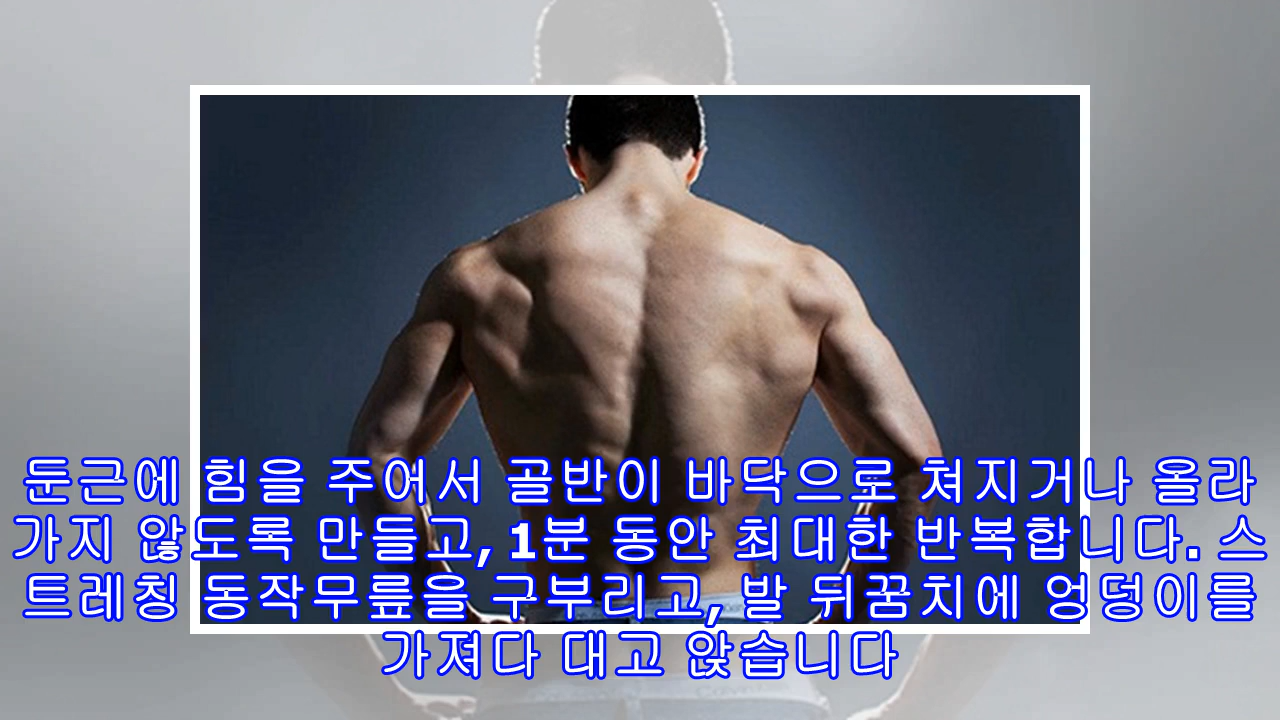 둔근에 힘을 주어서 골반이 바닥으로 쳐지거나 올라
가지 않도록 만들고, 1분 동안 최대한 반복합니다. 스
트레칭 동작무릎을 구부리고, 발 뒤꿈치에 엉덩이를
가져다 대고 앉습니다